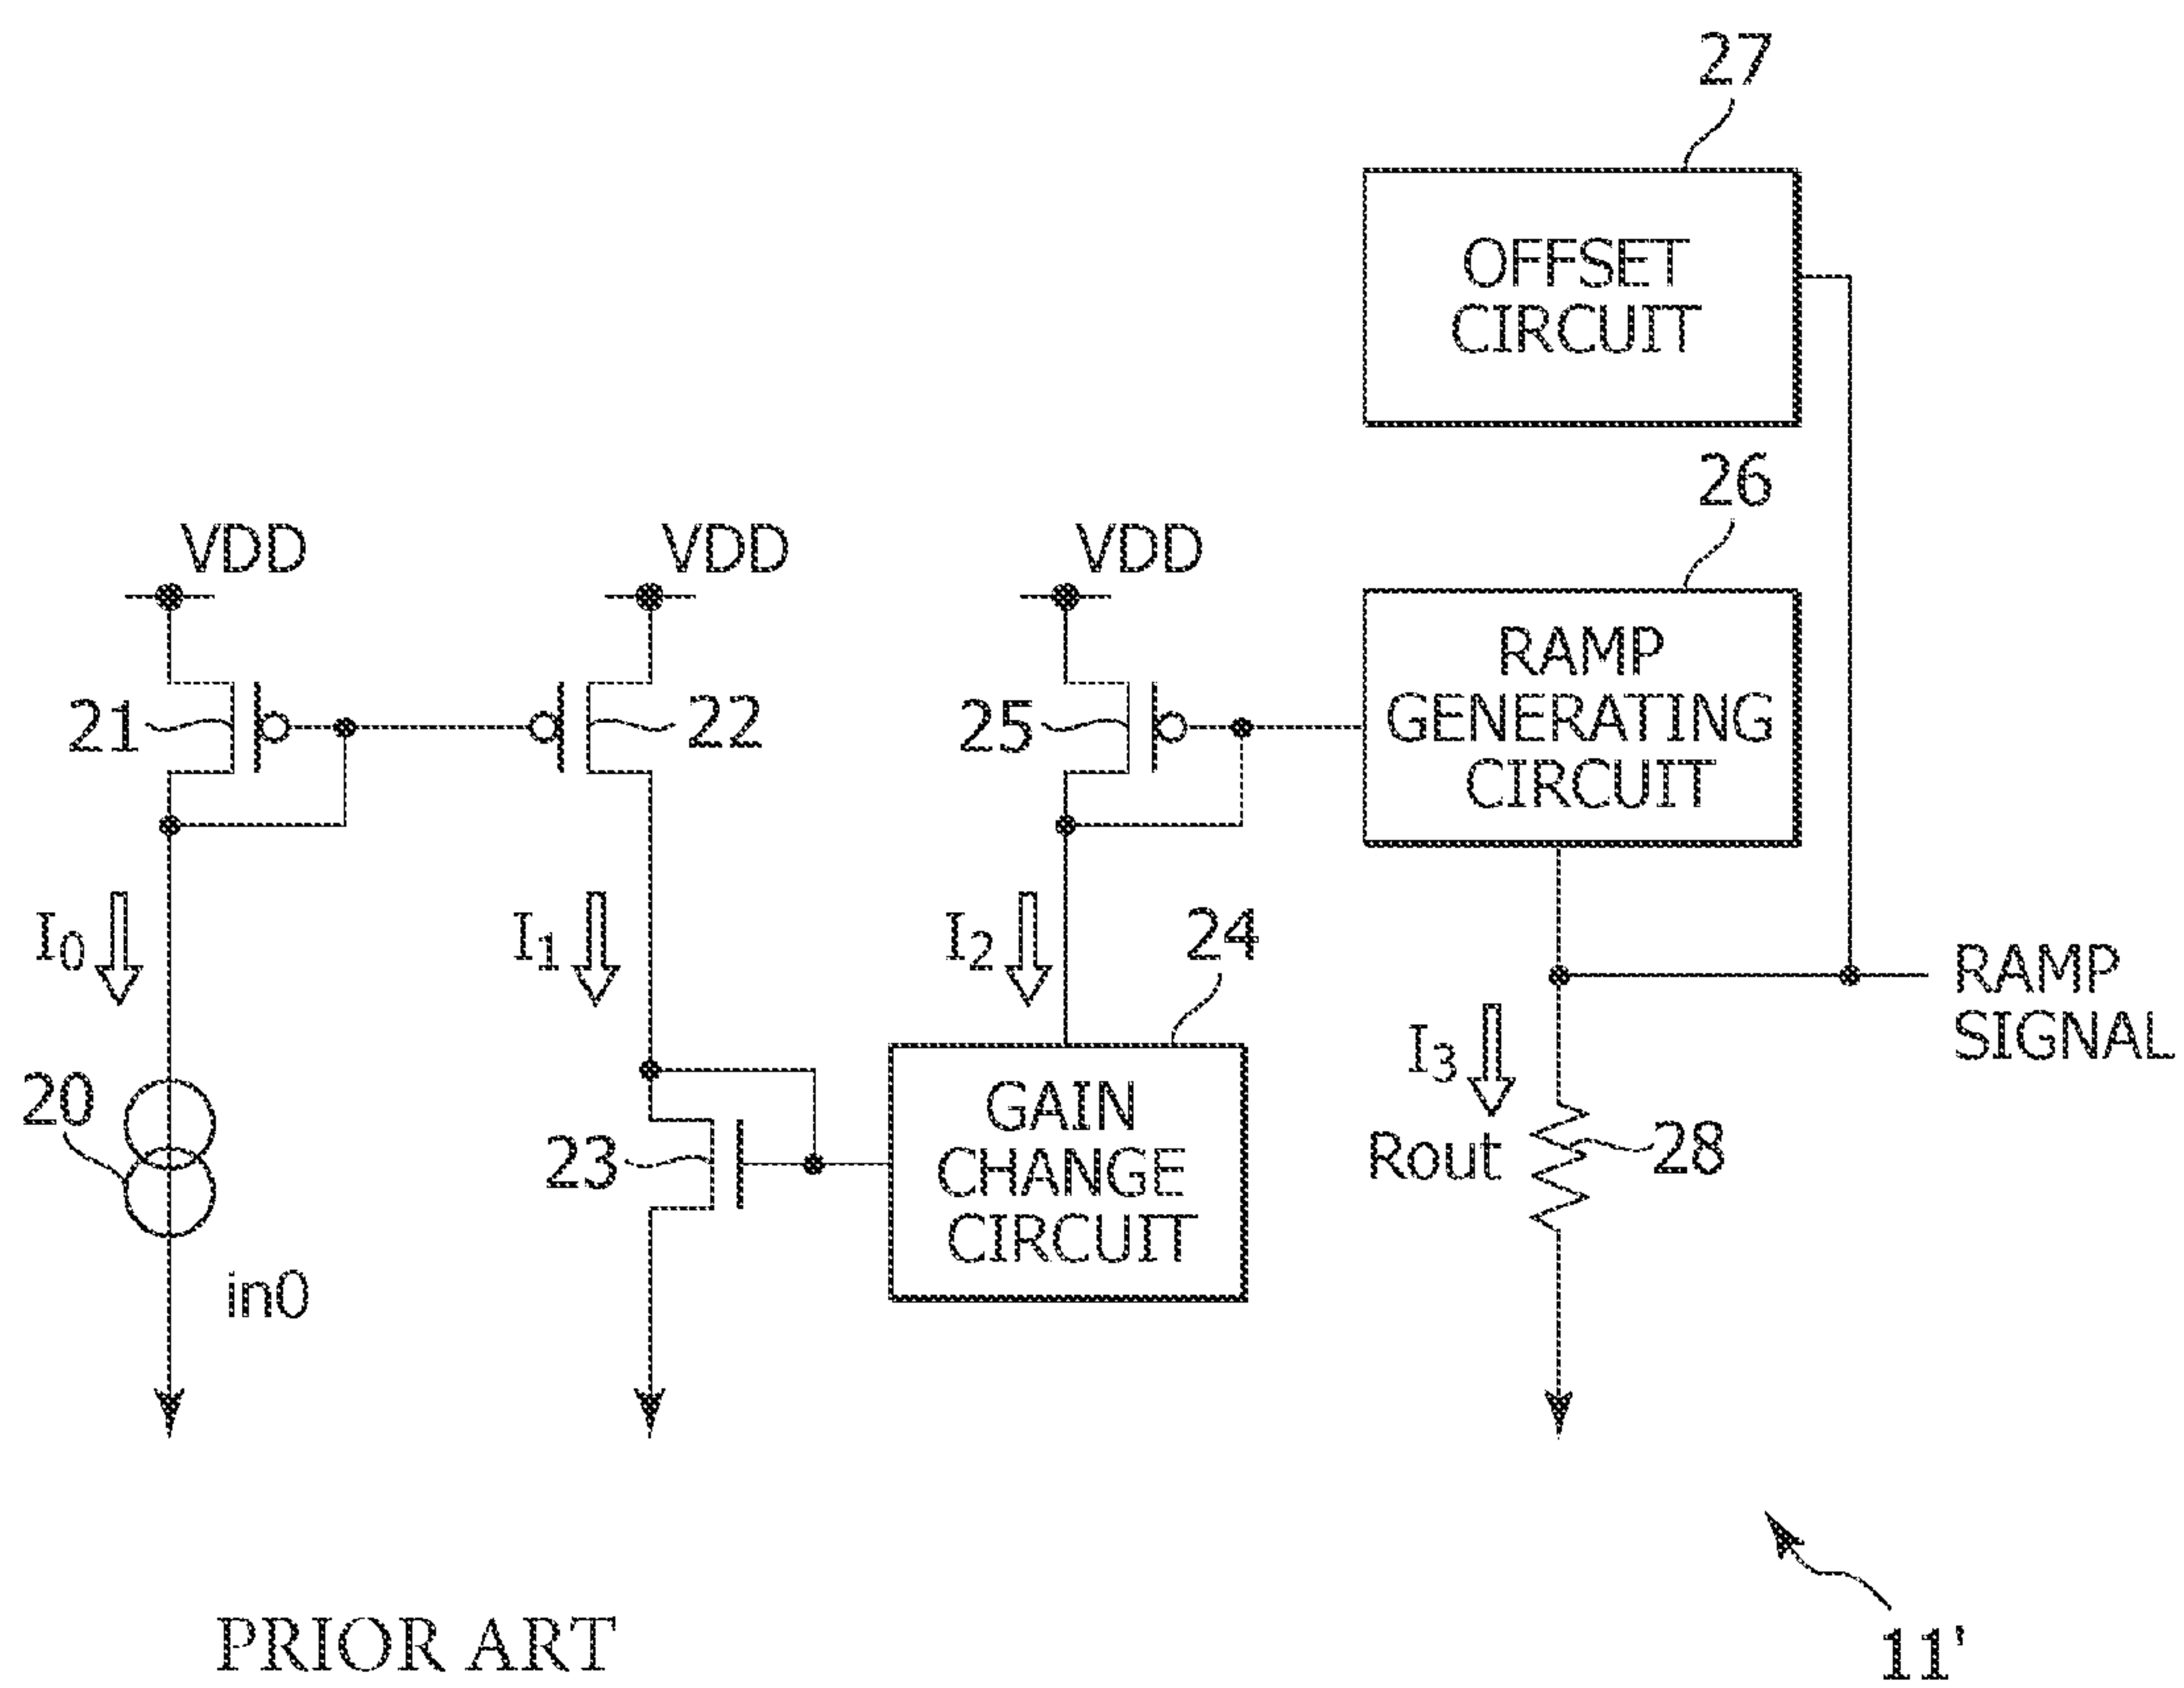 27
OFFSET
CIRCUIT
26
VDD
VDD
VDD
RAMP
GENERATING
CIRCUIT
21
22
25
I0
I1
I2
24
RAMP
SIGNAL
I3
20
GAIN
CHANGE
CIRCUIT
23
Rout
28
in0
PRIOR ART
11'